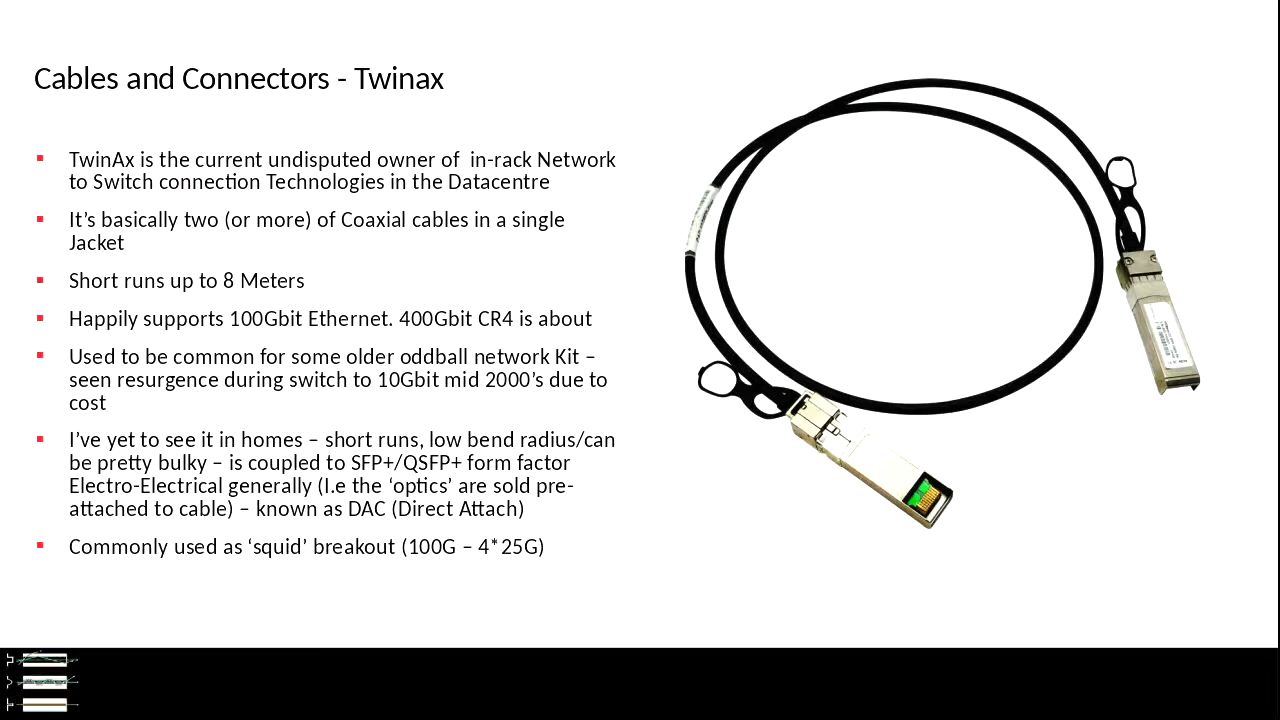 Cables and Connectors - Twinax
TwinAx is the current undisputed owner of  in-rack Network
to Switch connection Technologies in the Datacentre
It’s basically two (or more) of Coaxial cables in a single
Jacket
Short runs up to 8 Meters
Happily supports 100Gbit Ethernet. 400Gbit CR4 is about
Used to be common for some older oddball network Kit –
seen resurgence during switch to 10Gbit mid 2000’s due to
cost
I’ve yet to see it in homes – short runs, low bend radius/can
be pretty bulky – is coupled to SFP+/QSFP+ form factor
Electro-Electrical generally (I.e the ‘optics’ are sold pre-
attached to cable) – known as DAC (Direct Attach)
Commonly used as ‘squid’ breakout (100G – 4*25G)